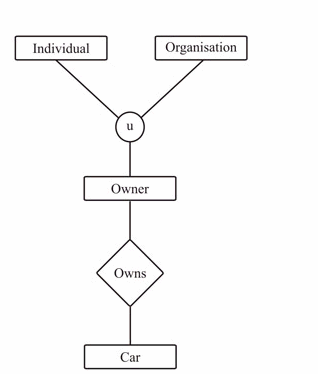 Individual
Organisation
u
Owner
Owns
Car